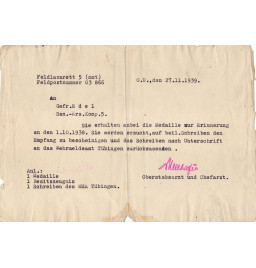 Feldlazarett 5 (mot)
Feldpostnummer 03 866
O.U.,den 27.11.1939.
An
Gefr. E d e l
San.-Ers.Komp.5.
Sie erhalten anbei die Medaille zur Erinnerung
an den 1.10.1938. Sie werden ersucht,auf beil.Schreiben den
Empfang zu bescheinigen und das Schreiben nach Unterschrift
an das Wehrmeldeamt Tübingen zurückzusenden .
Anl.:
1 Medaille
1 Besitzzeugnis
1 Schreiben des WMA Tübingen.
Oberstabsarzt und Chefarzt.